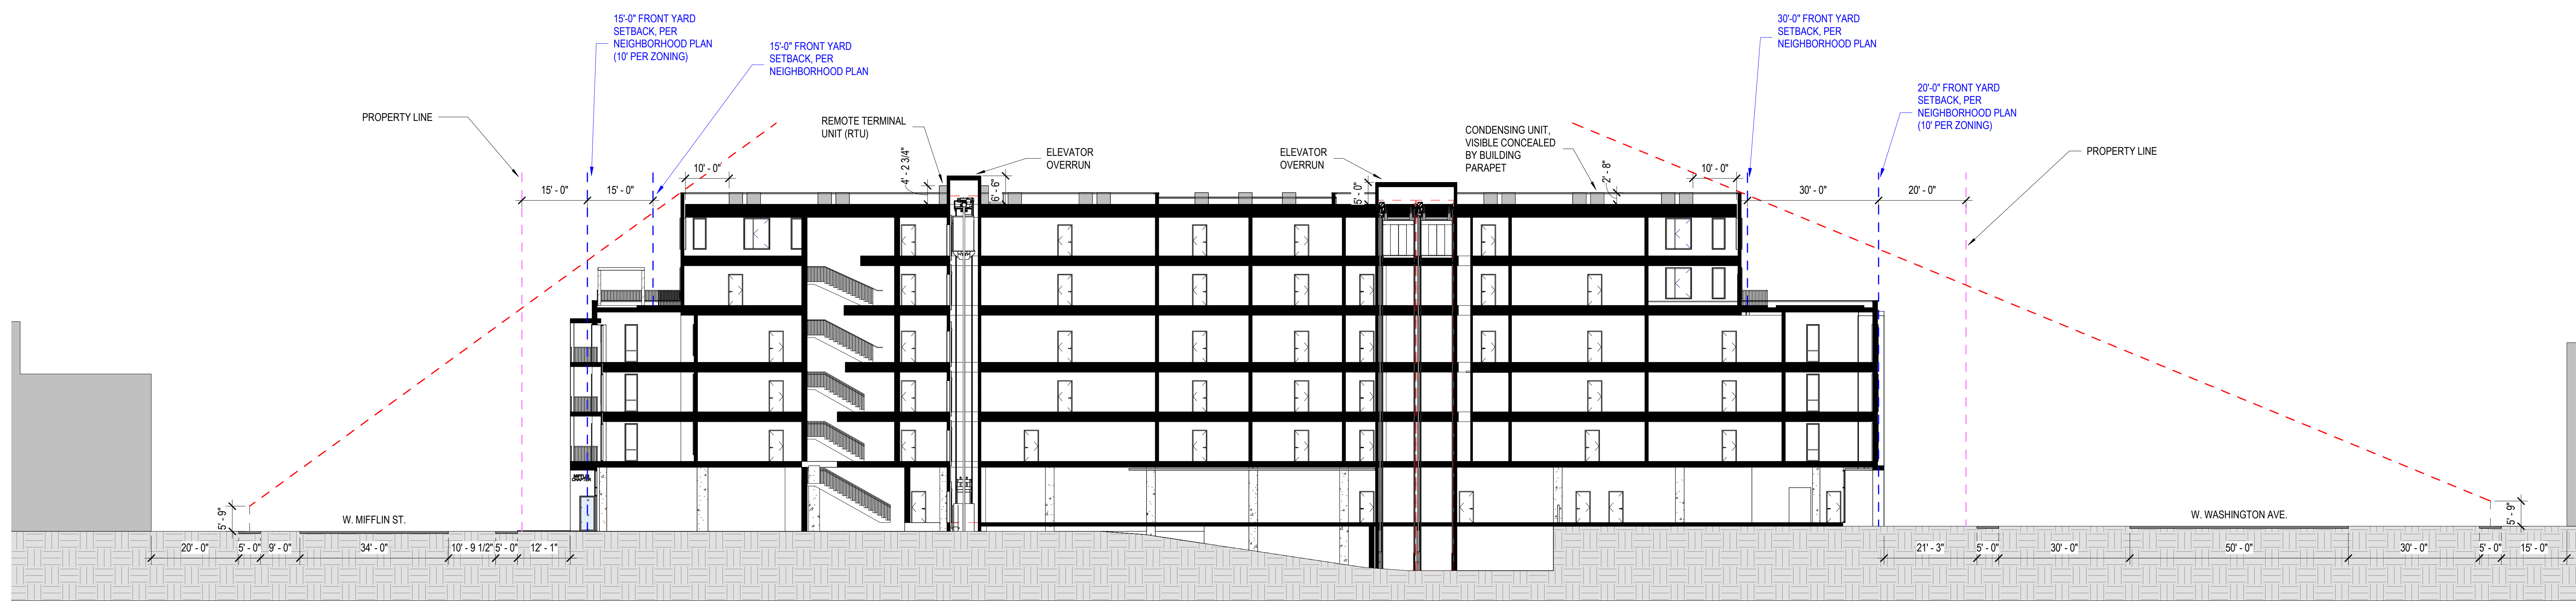 15'-0" FRONT YARD
SETBACK, PER
NEIGHBORHOOD PLAN
(10' PER ZONING)
15'-0" FRONT YARD
SETBACK, PER
NEIGHBORHOOD PLAN
30'-0" FRONT YARD
SETBACK, PER
NEIGHBORHOOD PLAN
20'-0" FRONT YARD
SETBACK, PER
NEIGHBORHOOD PLAN
(10' PER ZONING)
PROPERTY LINE
REMOTE TERMINAL
UNIT (RTU)
ELEVATOR
OVERRUN
ELEVATOR
OVERRUN
CONDENSING UNIT,
VISIBLE CONCEALED
BY BUILDING
PARAPET
PROPERTY LINE
15' - 0"
15' - 0"
10' - 0"
4' - 2 3/4"
6' - 6"
5' - 0"
2' - 8"
10' - 0"
30' - 0"
20' - 0"
MIFFLIN
CHAPTER
5' - 9"
W. MIFFLIN ST.
W. WASHINGTON AVE.
5' - 9"
20' - 0"
5' - 0"
9' - 0"
34' - 0"
10' - 9 1/2"
5' - 0"
12' - 1"
21' - 3"
5' - 0"
30' - 0"
50' - 0"
30' - 0"
5' - 0"
15' - 0"